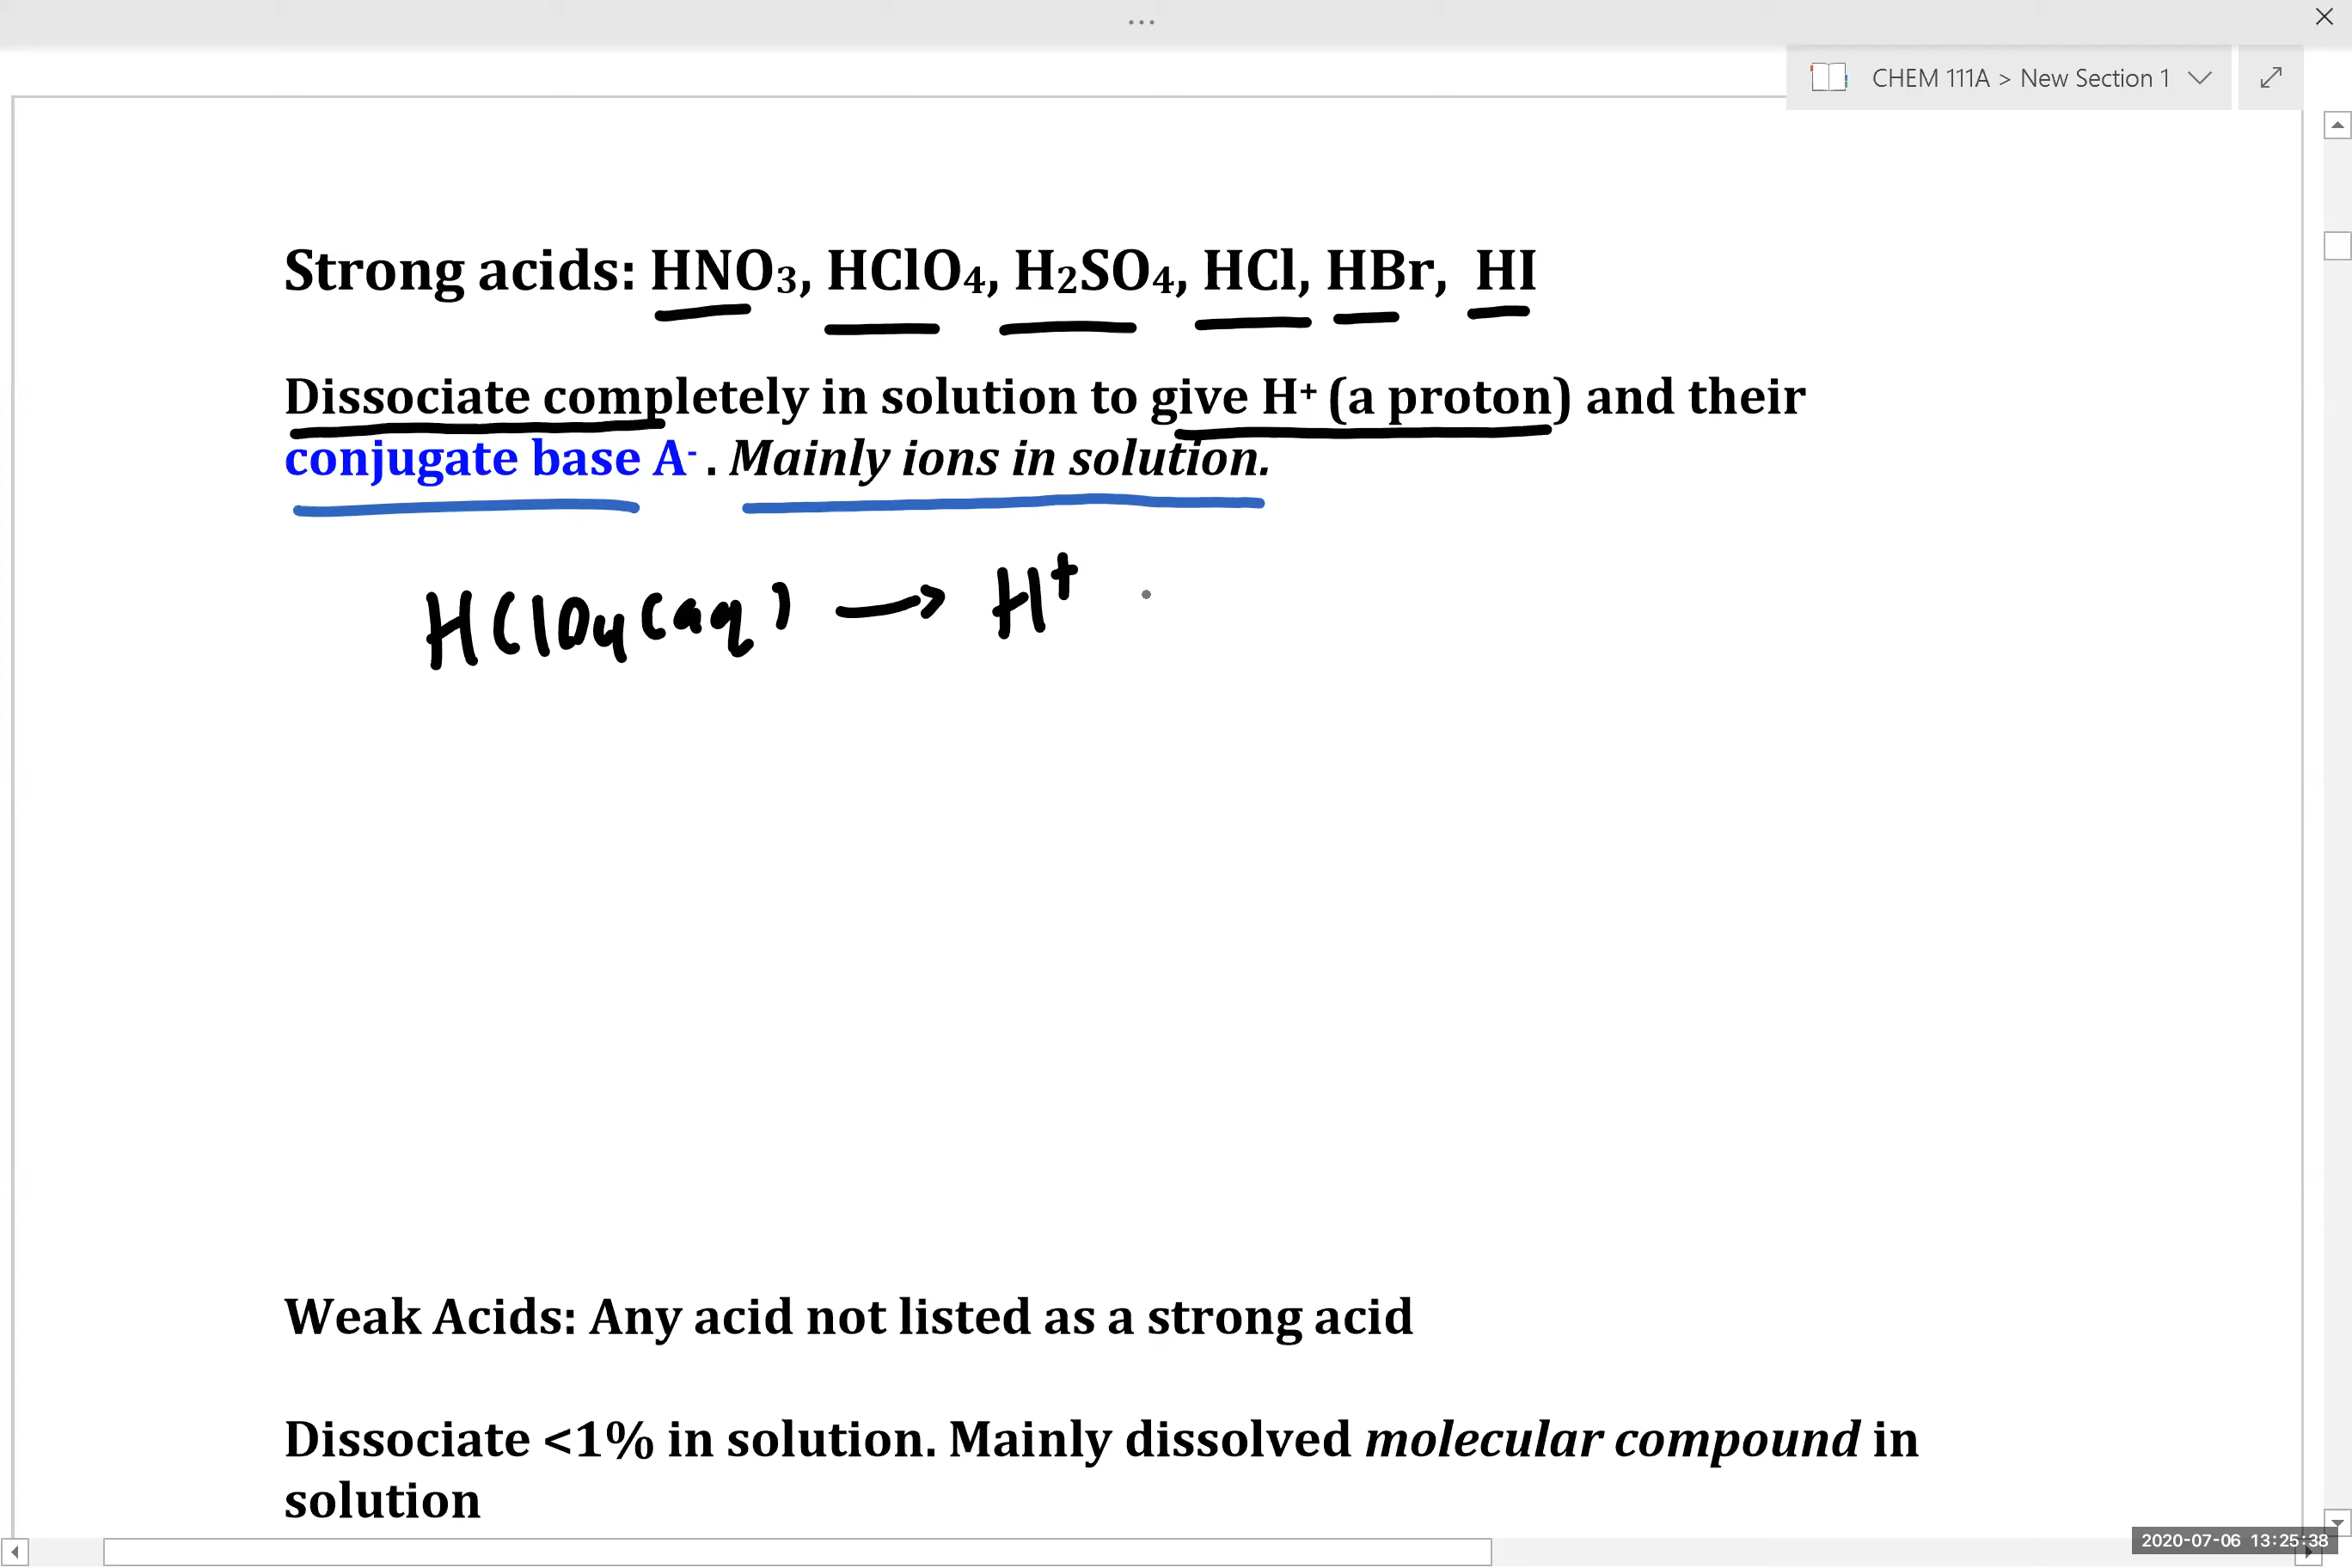 ...
CHEM 111A > New Section 1
Strong acids: HNO₃, HClO₄, H₂SO₄, HCl, HBr, HI
Dissociate completely in solution to give H⁺ (a proton) and their
conjugate base A⁻ . Mainly ions in solution.
HClO₄(aq) → H⁺
Weak Acids: Any acid not listed as a strong acid
Dissociate <1% in solution. Mainly dissolved molecular compound in
solution
2020-07-06 13:25:38